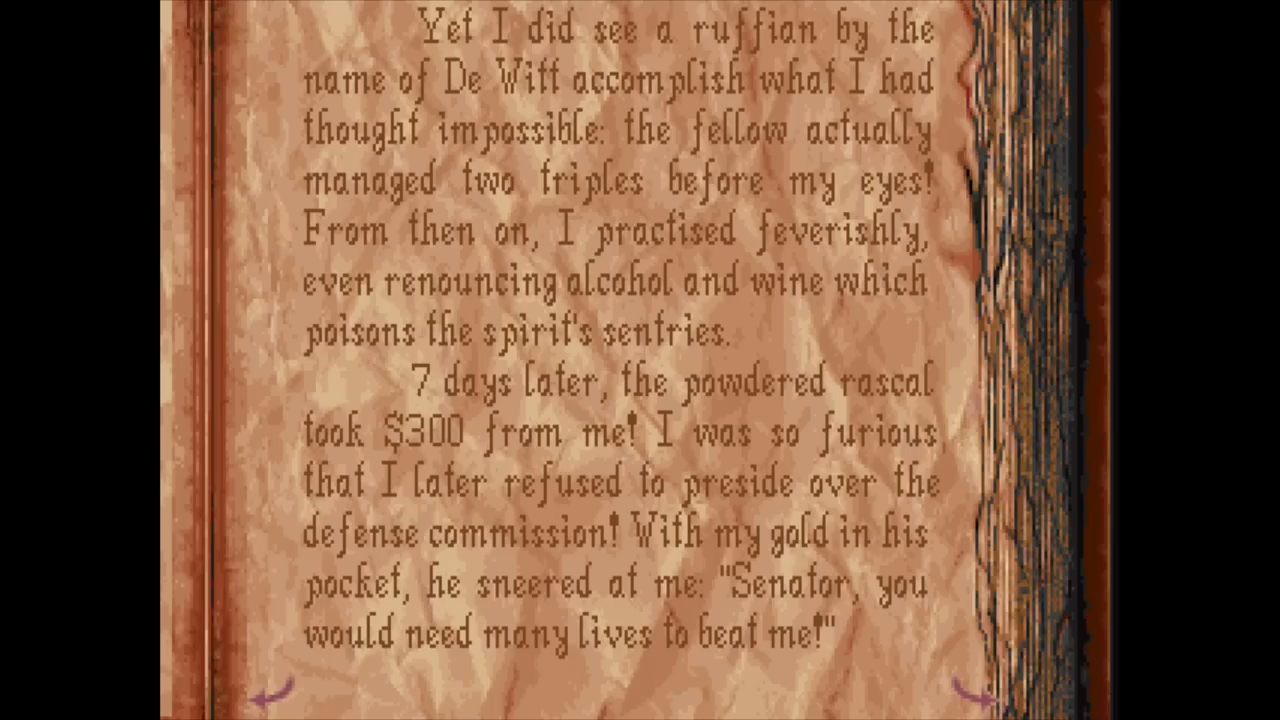 Yet I did see a ruffian by the
name of De Witt accomplish what I had
thought impossible: the fellow actually
managed two triples before my eyes!
From then on, I practised feverishly,
even renouncing alcohol and wine which
poisons the spirit's sentries.
7 days later, the powdered rascal
took $300 from me! I was so furious
that I later refused to preside over the
defense commission! With my gold in his
pocket, he sneered at me: "Senator, you
would need many lives to beat me!"